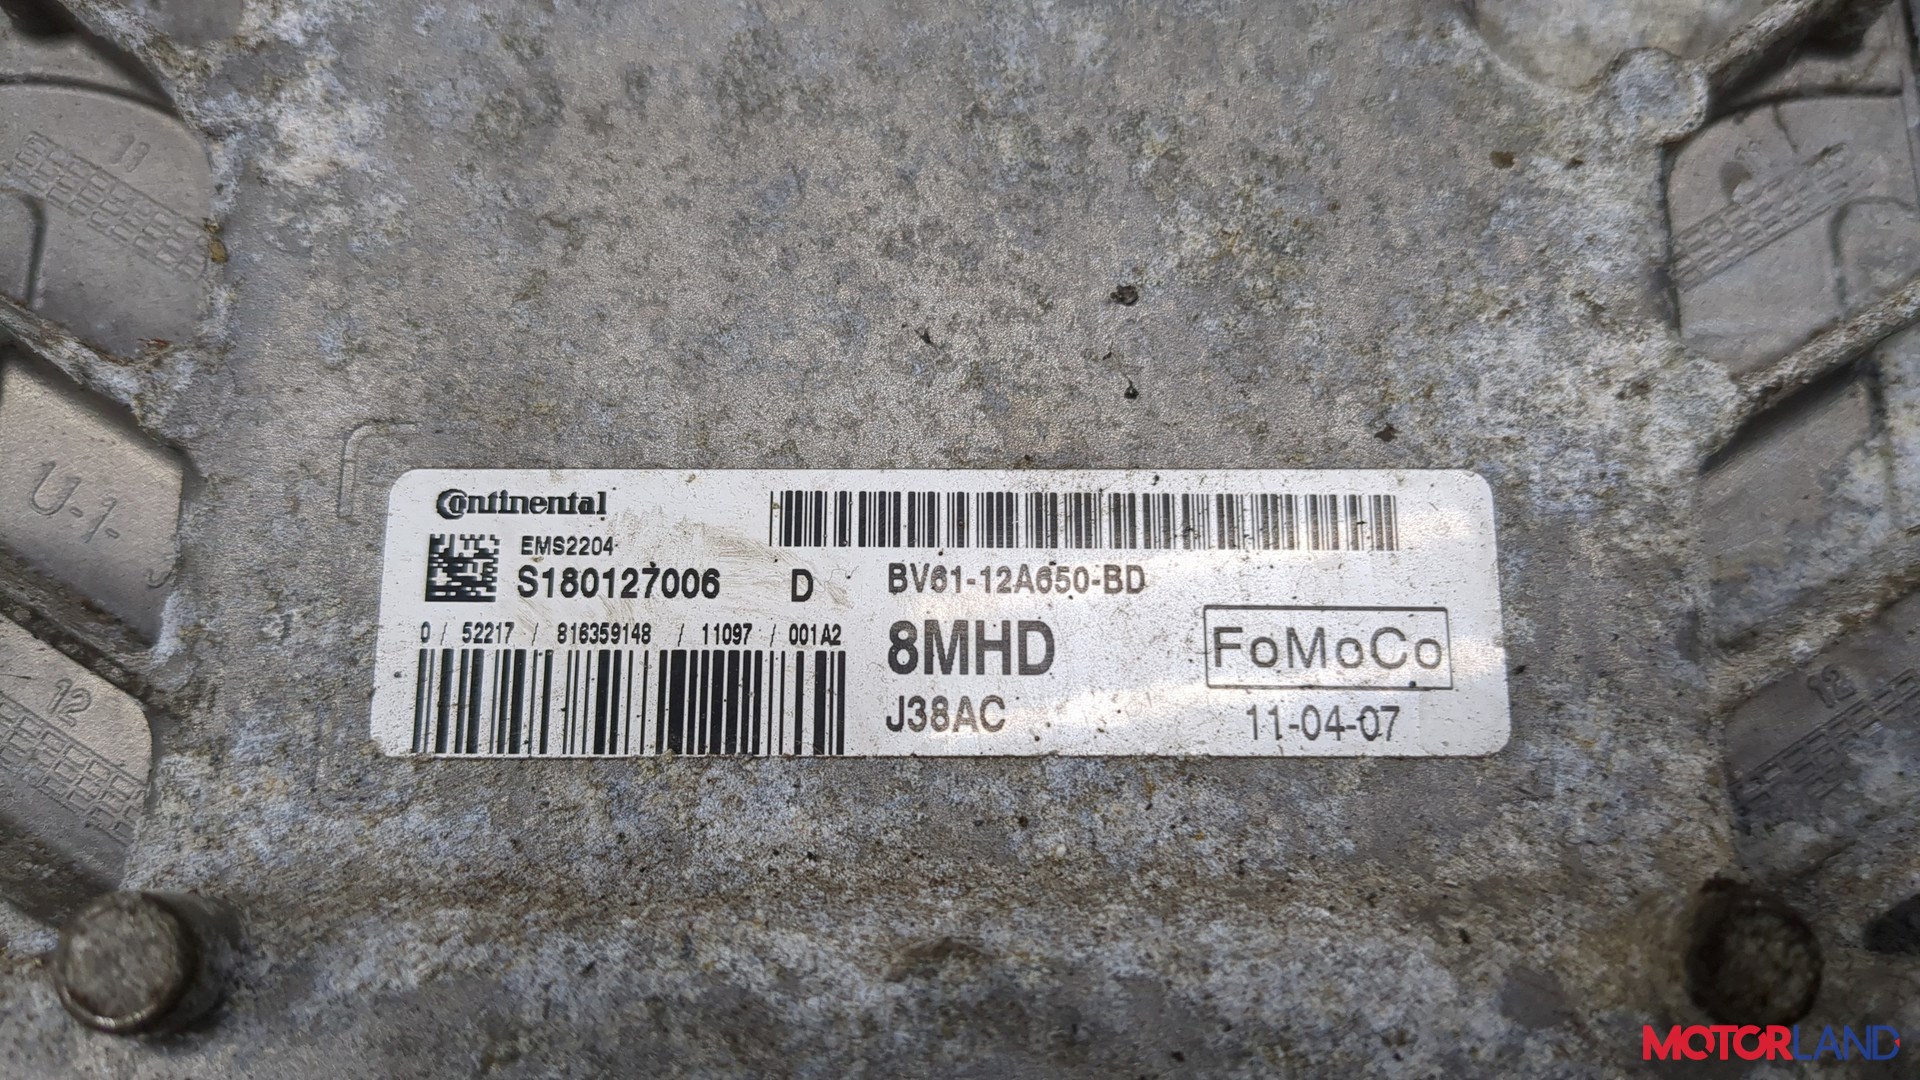 11
U-1-
12
Continental
EMS2204
S180127006 D
0 / 52217 / 816359148 / 11097 / 001A2
BV61-12A650-BD
8MHD
J38AC
FoMoCo
11-04-07
12
MOTORLAND